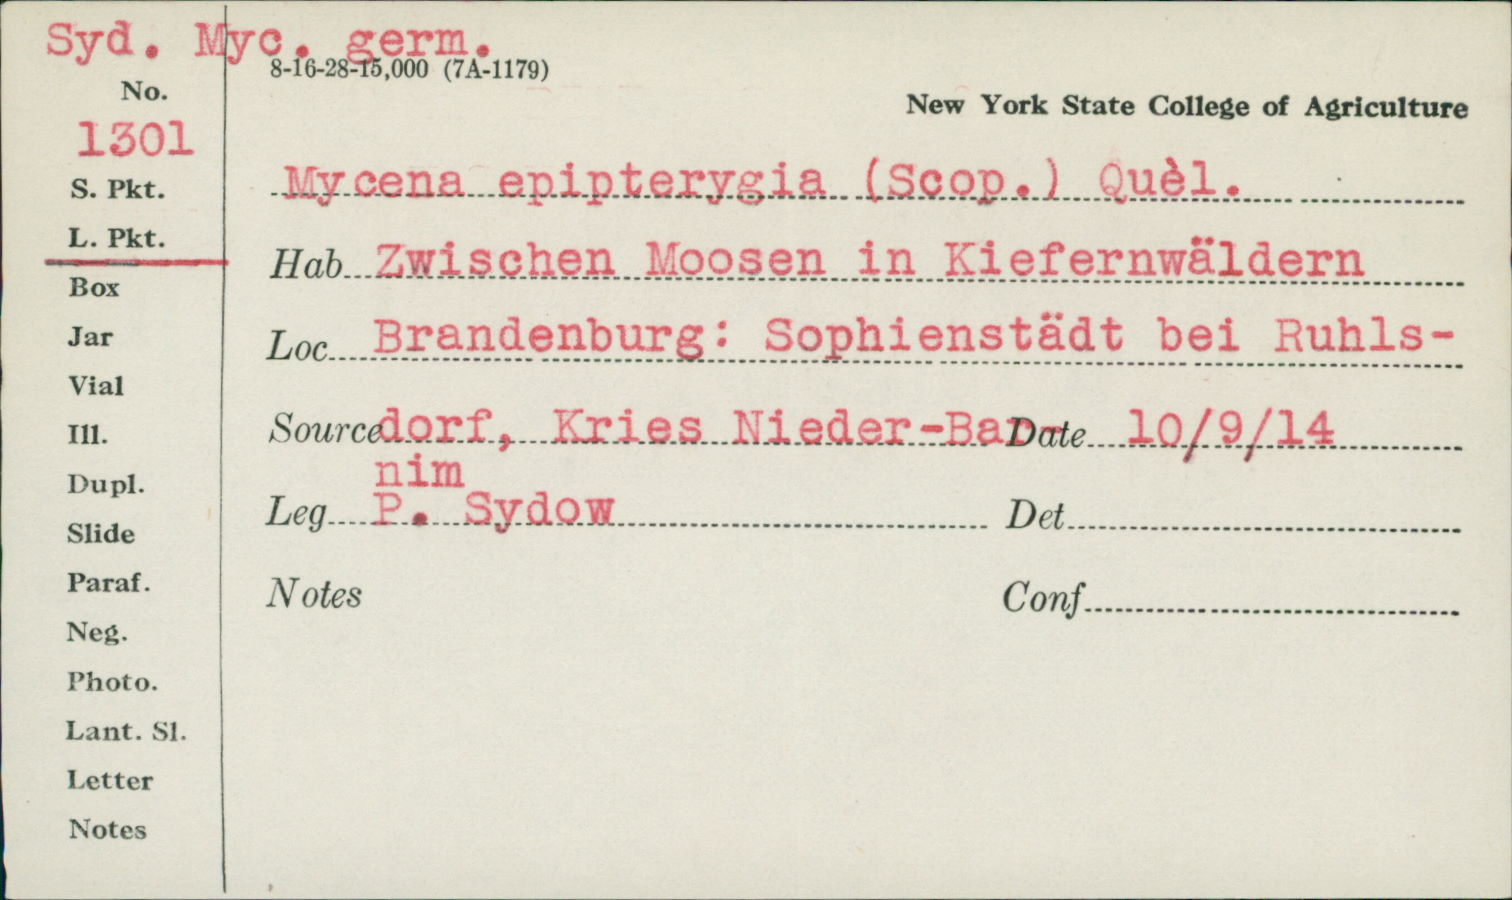 Syd. Myc. germ.
8-16-28-15,000 (7A-1179)
No.
New York State College of Agriculture
1301
S. Pkt.
Mycena epipterygia (Scop.) Quèl.
L. Pkt.
Hab Zwischen Moosen in Kiefernwäldern
Box
Jar
Loc Brandenburg: Sophienstädt bei Ruhls-
Vial
Ill.
Source dorf, Kries Nieder-Bar- Date 10/9/14
nim
Dupl.
Leg P. Sydow Det
Slide
Paraf.
Notes Conf
Neg.
Photo.
Lant. Sl.
Letter
Notes